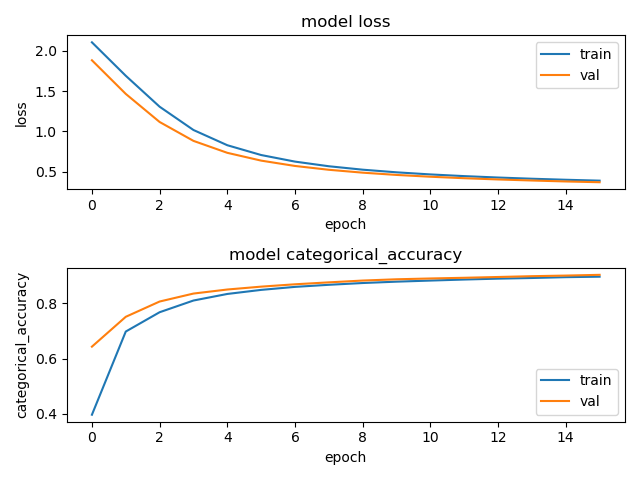 model loss
2.0
1.5
1.0
0.5
loss
train
val
0 2 4 6 8 10 12 14
epoch
model categorical_accuracy
0.8
0.6
0.4
categorical_accuracy
train
val
0 2 4 6 8 10 12 14
epoch